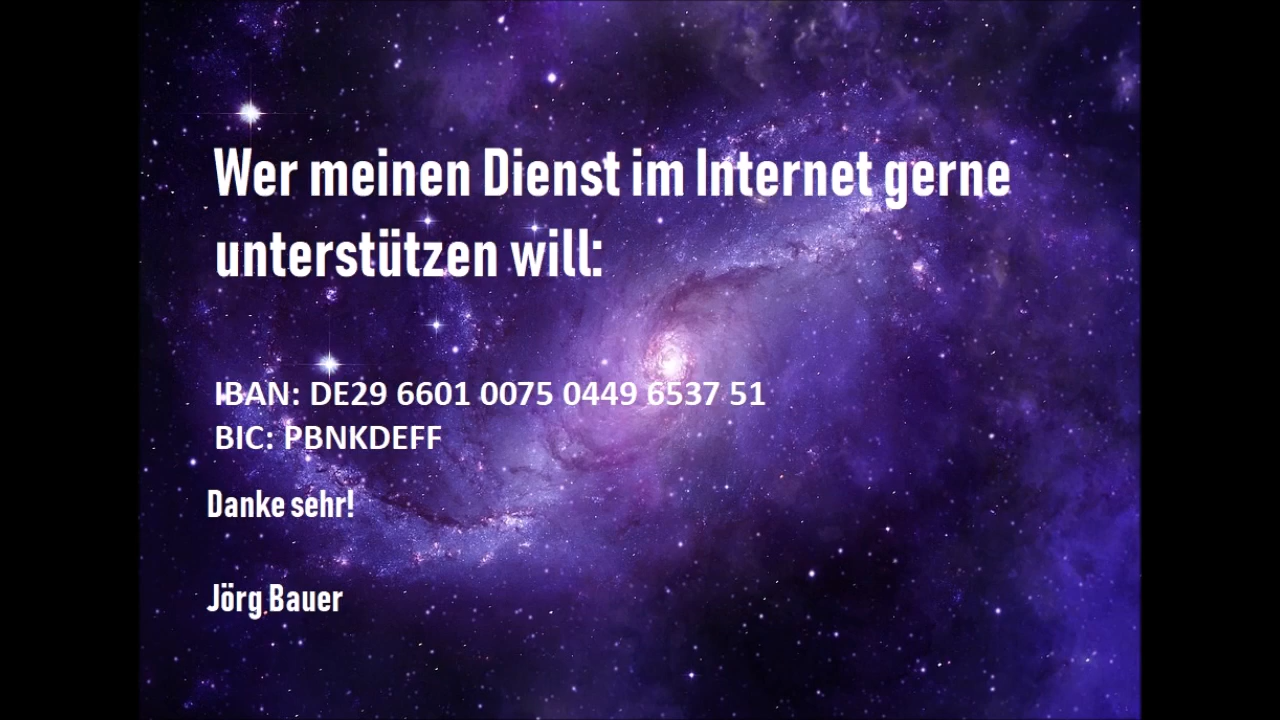 Wer meinen Dienst im Internet gerne
unterstützen will:
IBAN: DE29 6601 0075 0449 6537 51
BIC: PBNKDEFF
Danke sehr!
Jörg Bauer